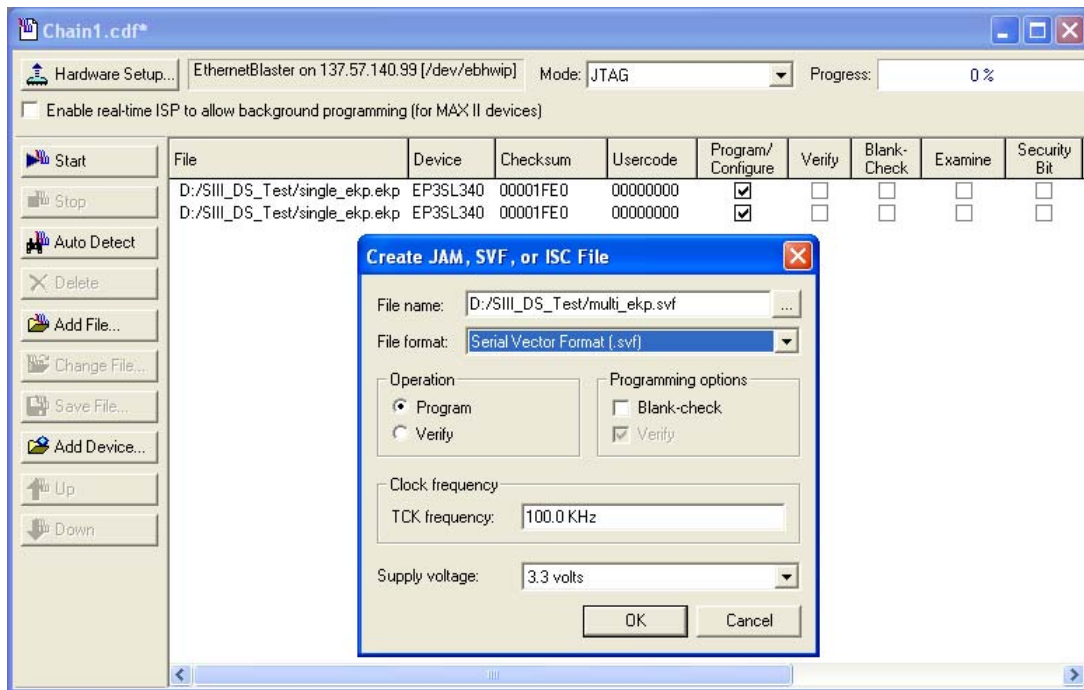 Chain1.cdf*
Hardware Setup... EthernetBlaster on 137.57.140.99 [/dev/ebhwip] Mode: JTAG Progress: 0 %
Enable real-time ISP to allow background programming (for MAX II devices)
Start
Stop
Auto Detect
Delete
Add File...
Change File...
Save File...
Add Device...
Up
Down
File Device Checksum Usercode Program/ Configure Verify Blank- Check Examine Security Bit
D:/SIII_DS_Test/single_ekp.ekp EP3SL340 00001FE0 00000000
D:/SIII_DS_Test/single_ekp.ekp EP3SL340 00001FE0 00000000
Create JAM, SVF, or ISC File
File name: D:/SIII_DS_Test/multi_ekp.svf ...
File format: Serial Vector Format (.svf)
Operation
Program
Verify
Programming options
Blank-check
Verify
Clock frequency
TCK frequency: 100.0 KHz
Supply voltage: 3.3 volts
OK Cancel